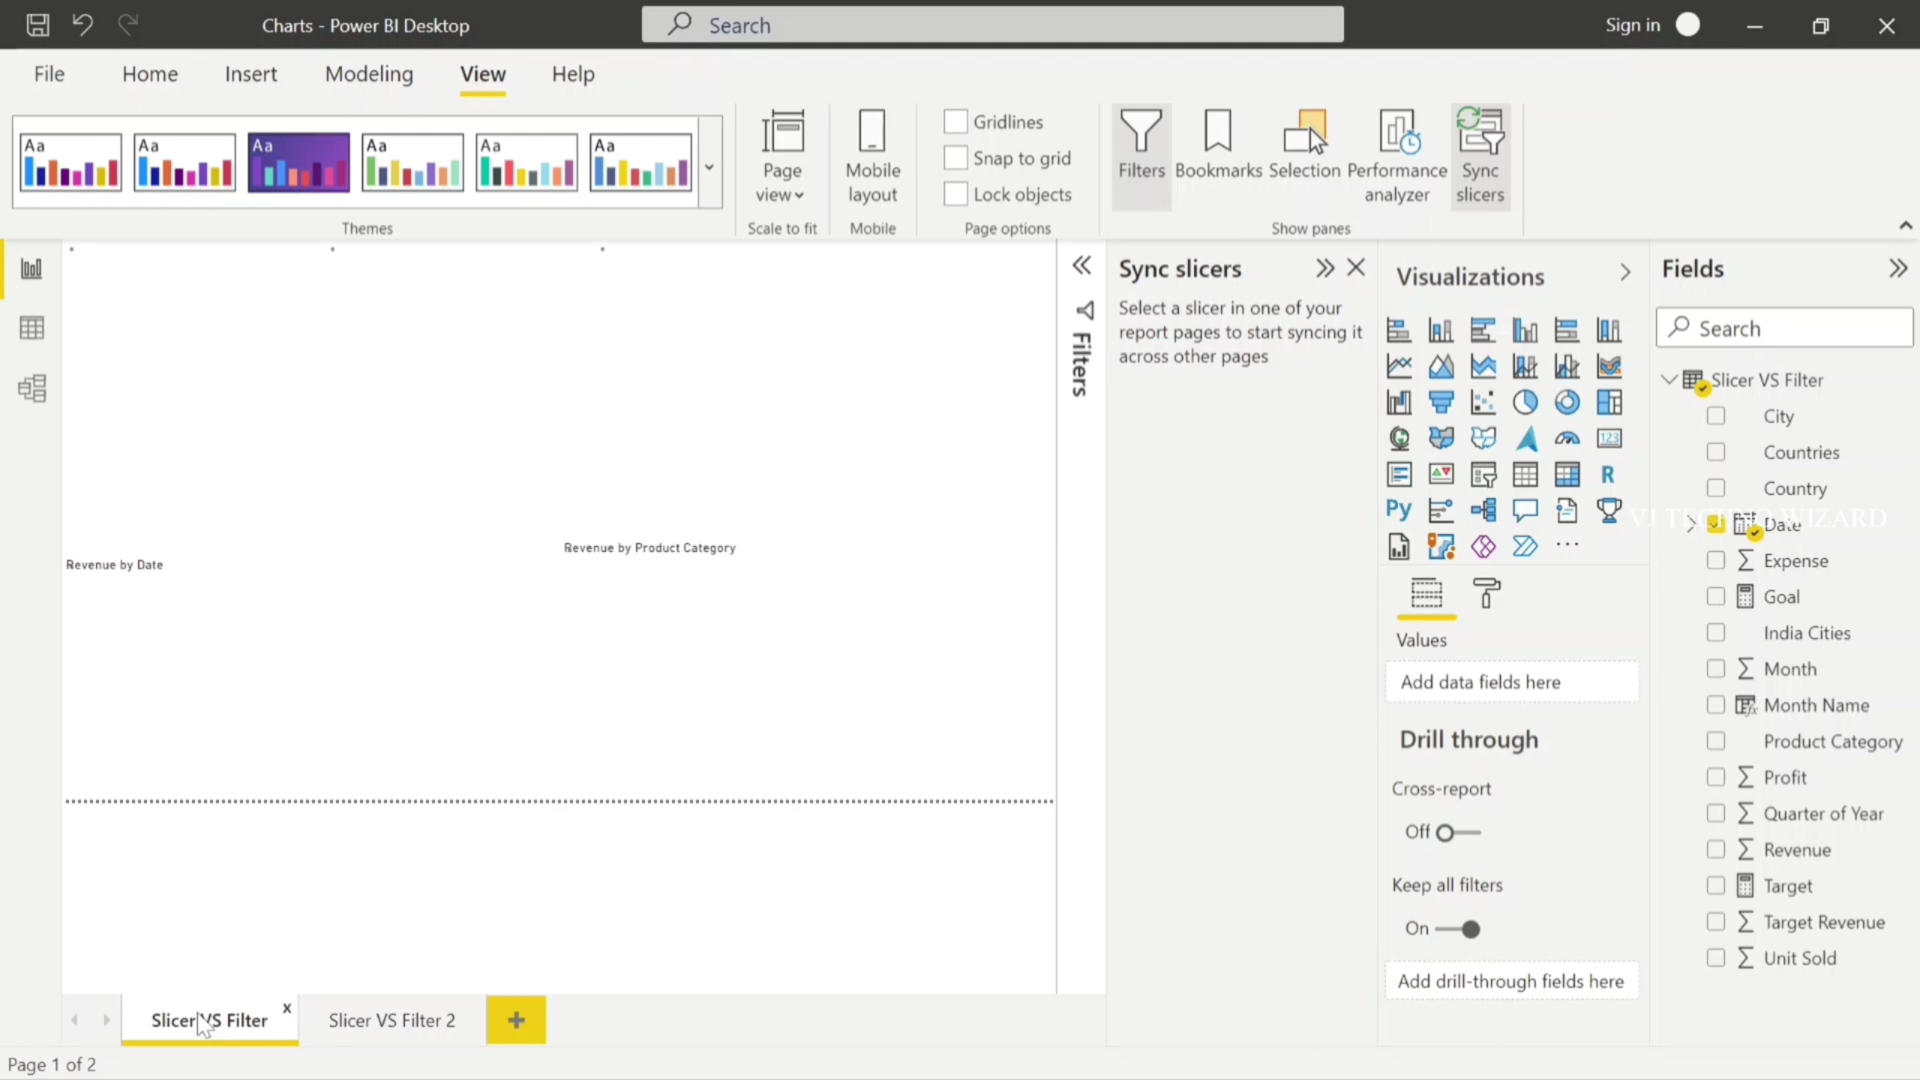 Charts - Power BI Desktop
Search
Sign in
File
Home
Insert
Modeling
View
Help
Aa
Aa
Aa
Aa
Aa
Aa
Themes
Page
view
Scale to fit
Mobile
layout
Mobile
Gridlines
Snap to grid
Lock objects
Page options
Filters
Bookmarks
Selection
Performance
analyzer
Sync
slicers
Show panes
Revenue by Date
Revenue by Product Category
Filters
Sync slicers
Select a slicer in one of your
report pages to start syncing it
across other pages
Visualizations
123
R
Py
Values
Add data fields here
Drill through
Cross-report
Off
Keep all filters
On
Add drill-through fields here
Fields
Search
Slicer VS Filter
City
Countries
Country
Date
VJ TECHNO WIZARD
Expense
Goal
India Cities
Month
Month Name
Product Category
Profit
Quarter of Year
Revenue
Target
Target Revenue
Unit Sold
Slicer VS Filter
x
Slicer VS Filter 2
Page 1 of 2